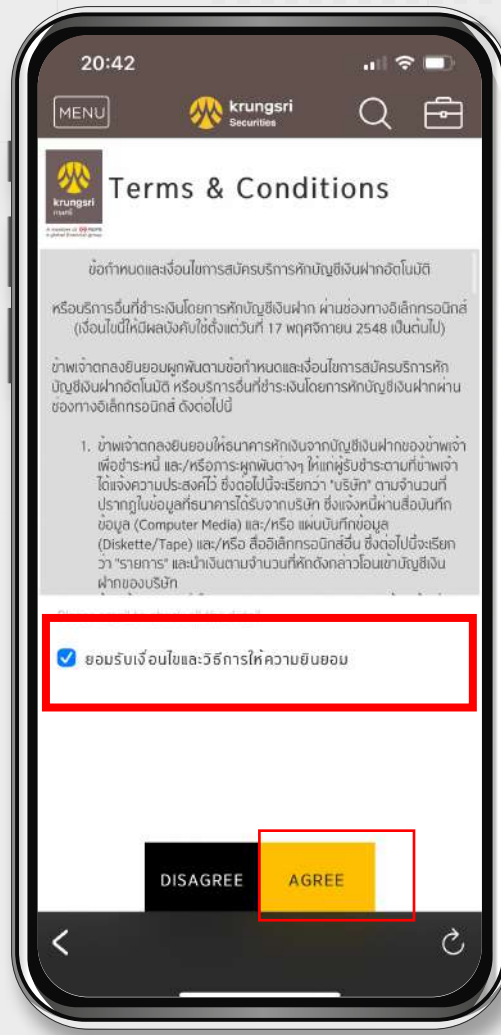 20:42
MENU
krungsri
Securities
krungsri
กรุงศรี
Terms & Conditions
ข้อกำหนดและเงื่อนไขการสมัครบริการหักบัญชีเงินฝากอัตโนมัติ
หรือบริการอื่นที่ชำระเงินโดยการหักบัญชีเงินฝาก ผ่านช่องทางอิเล็กทรอนิกส์
(เงื่อนไขนี้ให้มีผลบังคับใช้ตั้งแต่วันที่ 17 พฤศจิกายน 2548 เป็นต้นไป)
ข้าพเจ้าตกลงยินยอมผูกพันตามข้อกำหนดและเงื่อนไขการสมัครบริการหัก
บัญชีเงินฝากอัตโนมัติ หรือบริการอื่นที่ชำระเงินโดยการหักบัญชีเงินฝากผ่าน
ช่องทางอิเล็กทรอนิกส์ ดังต่อไปนี้
1. ข้าพเจ้าตกลงยินยอมให้ธนาคารหักเงินจากบัญชีเงินฝากของข้าพเจ้า
เพื่อชำระหนี้ และ/หรือภาระผูกพันต่างๆ ให้แก่ผู้รับชำระตามที่ข้าพเจ้า
ได้แจ้งความประสงค์ไว้ ซึ่งต่อไปนี้จะเรียกว่า "บริษัท" ตามจำนวนที่
ปรากฏในข้อมูลที่ธนาคารได้รับจากบริษัท ซึ่งแจ้งหนี้ผ่านสื่อบันทึก
ข้อมูล (Computer Media) และ/หรือ แผ่นบันทึกข้อมูล
(Diskette/Tape) และ/หรือ สื่ออิเล็กทรอนิกส์อื่น ซึ่งต่อไปนี้จะเรียก
ว่า "รายการ" และนำเงินตามจำนวนที่หักดังกล่าวโอนเข้าบัญชีเงิน
ฝากของบริษัท
ยอมรับเงื่อนไขและวิธีการให้ความยินยอม
DISAGREE
AGREE